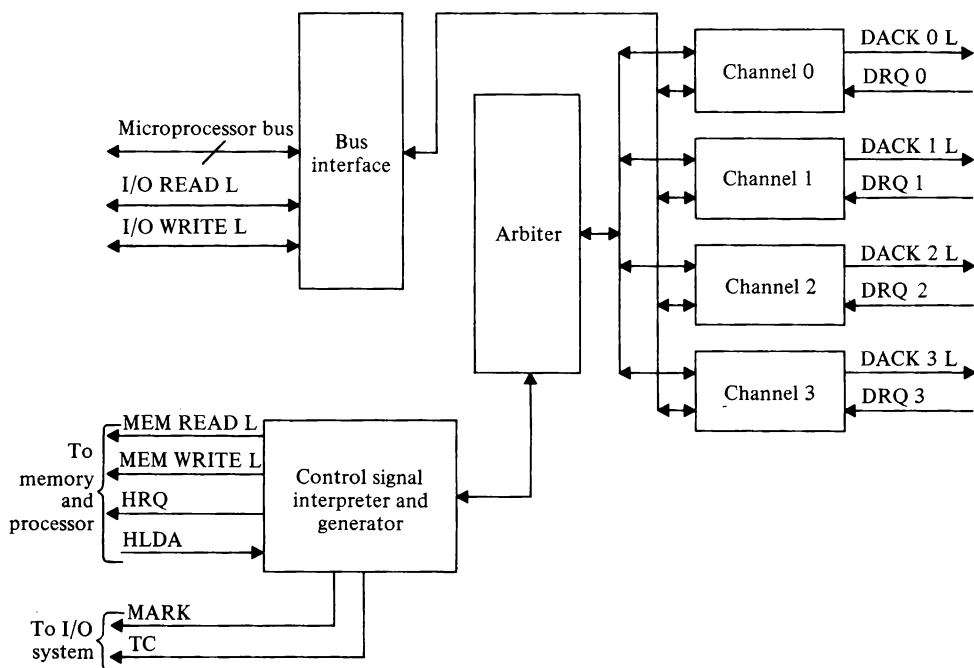 DACK 0 L
Channel 0
DRQ 0
Microprocessor bus
Bus
interface
I/O READ L
I/O WRITE L
DACK 1 L
Channel 1
DRQ 1
Arbiter
DACK 2 L
Channel 2
DRQ 2
DACK 3 L
Channel 3
DRQ 3
To
memory
and
processor
MEM READ L
MEM WRITE L
HRQ
HLDA
Control signal
interpreter and
generator
To I/O
system
MARK
TC